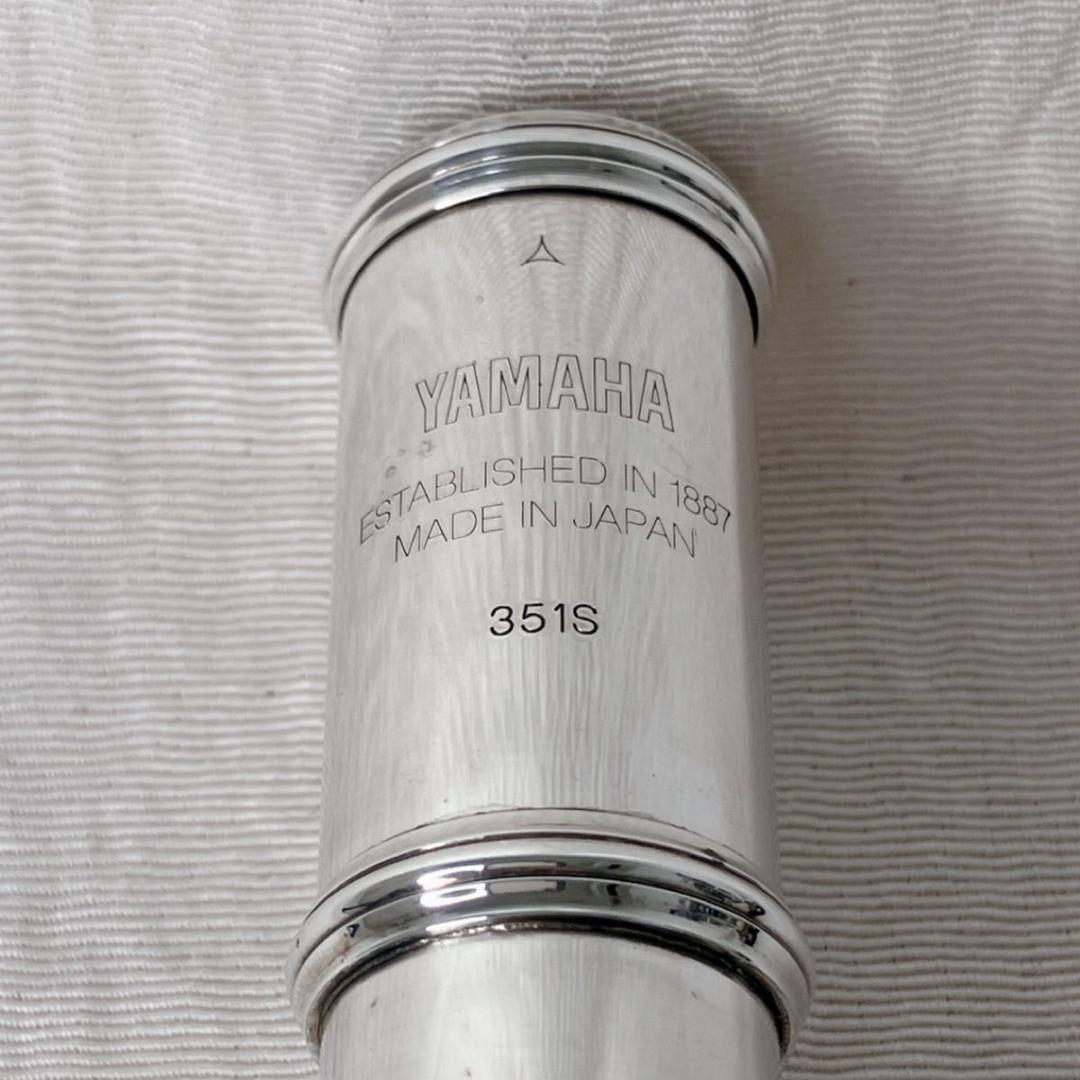 YAMAHA
ESTABLISHED IN 1887
MADE IN JAPAN
351S